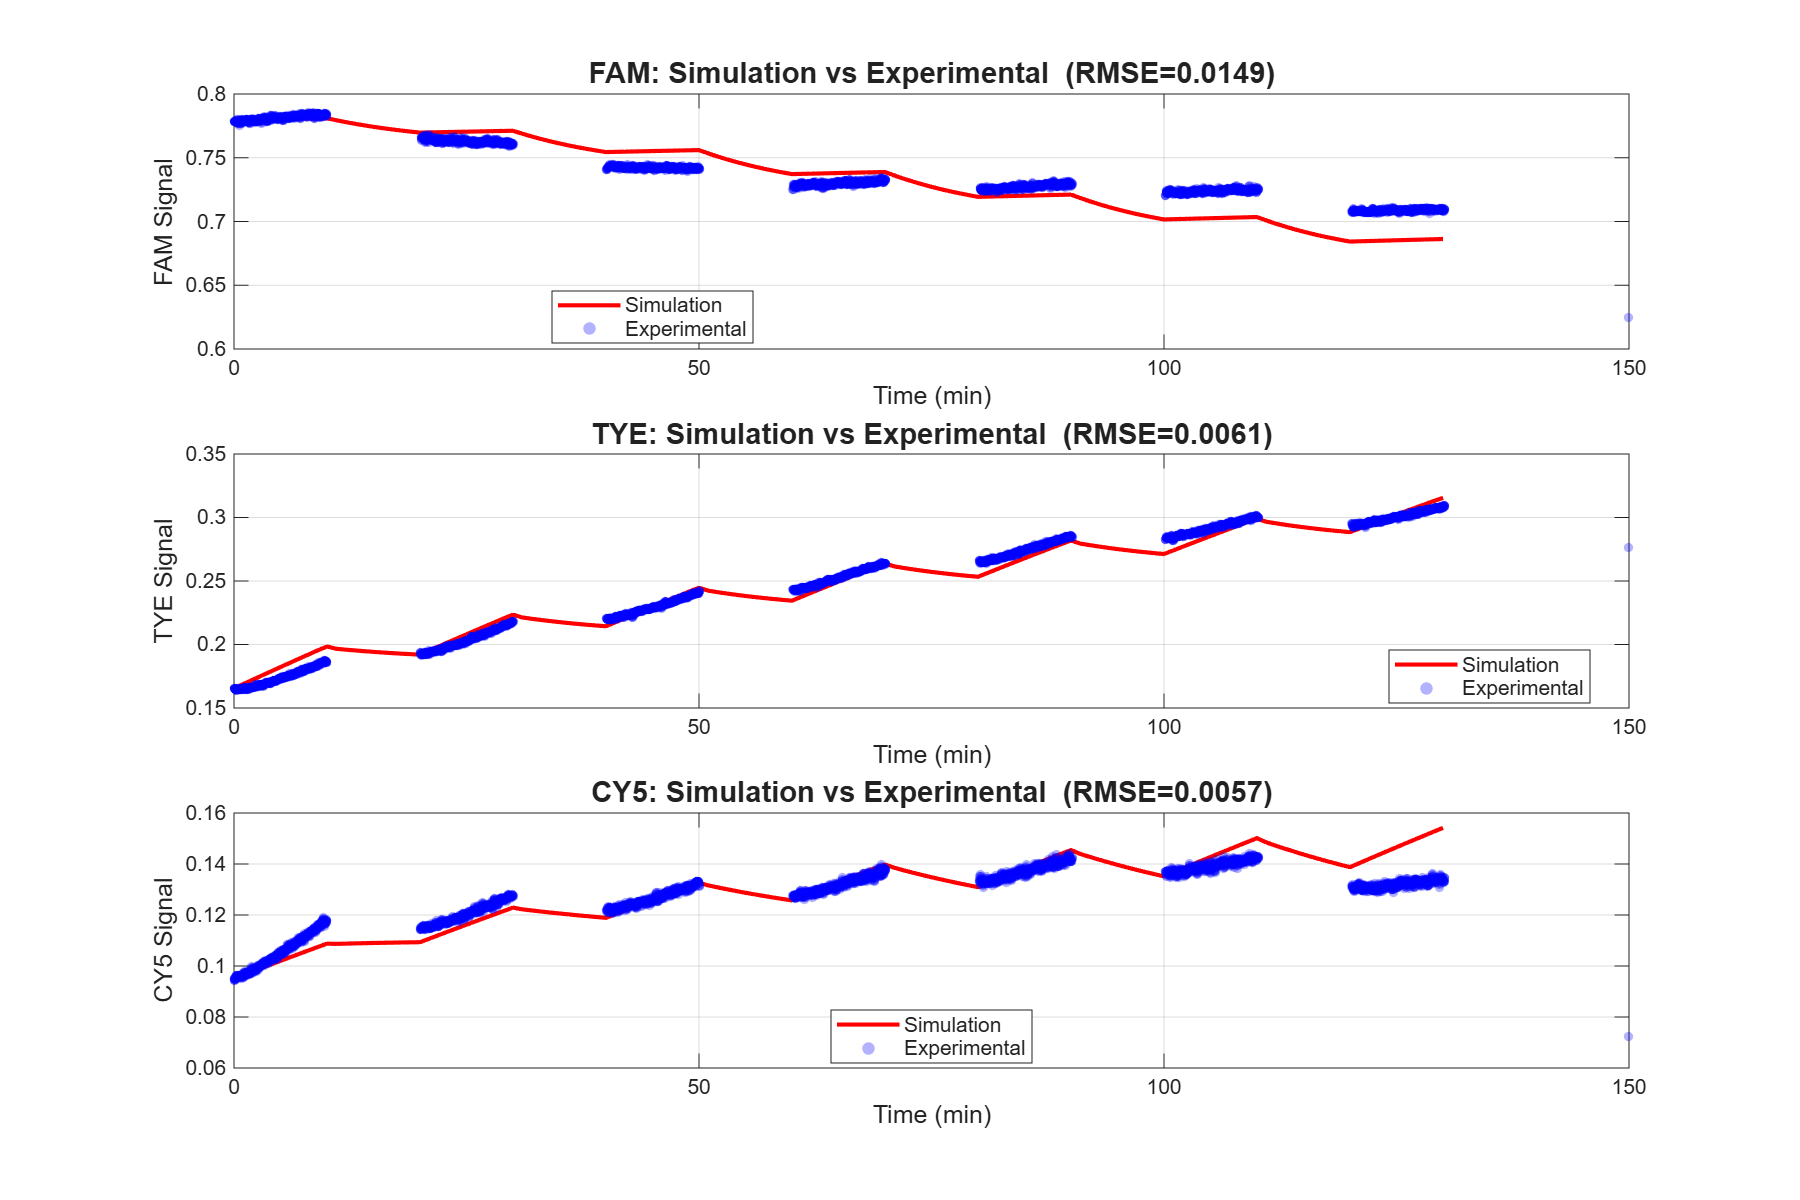 FAM: Simulation vs Experimental (RMSE=0.0149)
FAM Signal
0.8
0.75
0.7
0.65
0.6
Simulation
Experimental
0
50
100
150
Time (min)
TYE: Simulation vs Experimental (RMSE=0.0061)
TYE Signal
0.35
0.3
0.25
0.2
0.15
Simulation
Experimental
0
50
100
150
Time (min)
CY5: Simulation vs Experimental (RMSE=0.0057)
CY5 Signal
0.16
0.14
0.12
0.1
0.08
0.06
Simulation
Experimental
0
50
100
150
Time (min)